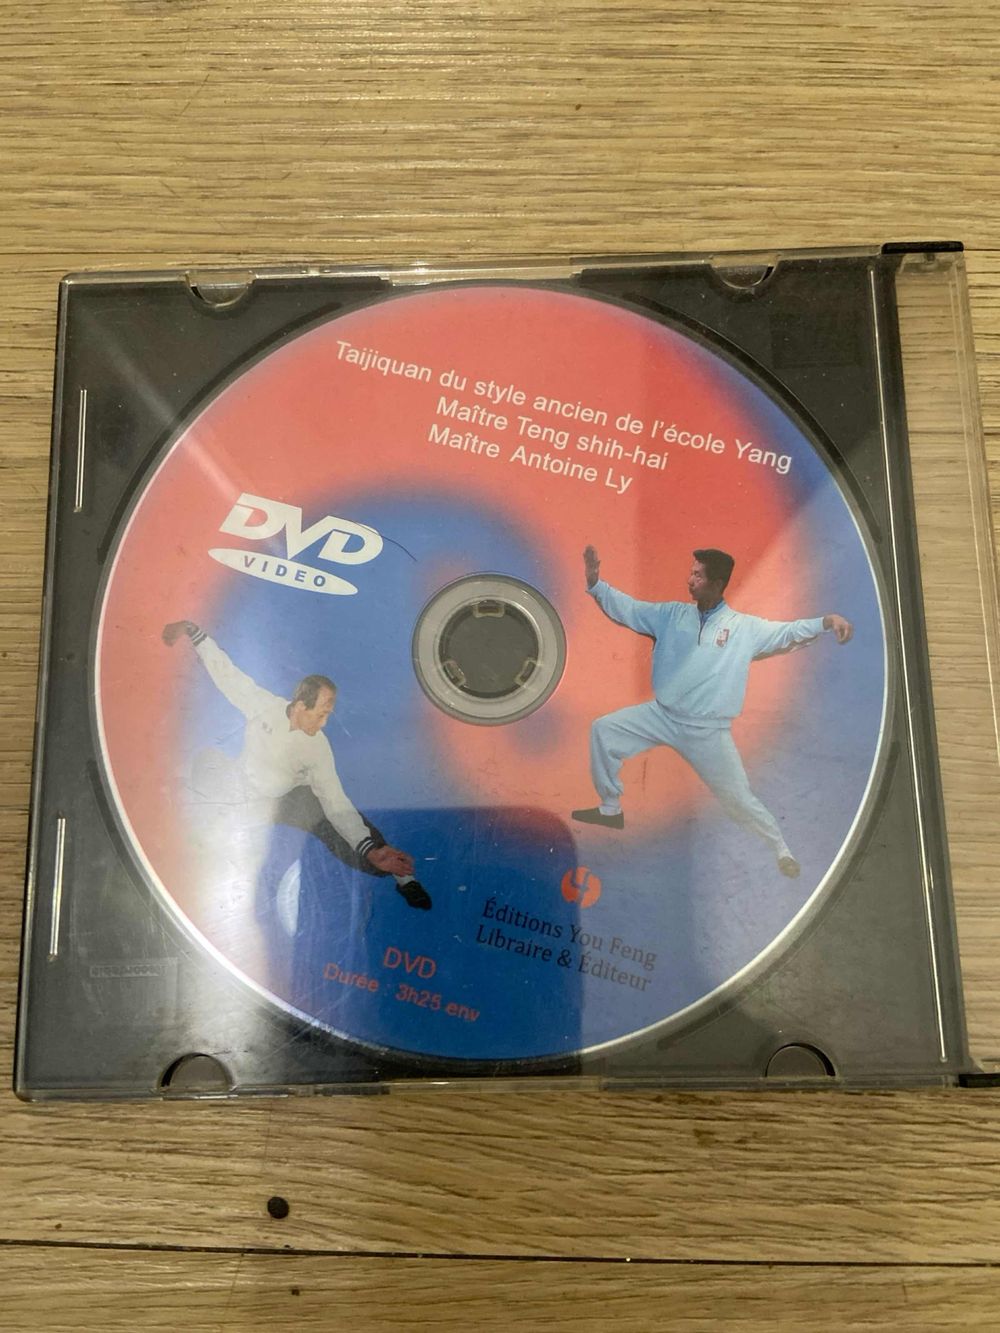 Taijiquan du style ancien de l'école Yang
Maître Teng shih-hai
Maître Antoine Ly
DVD
VIDEO
Éditions You Feng
Libraire & Éditeur
DVD
Durée : 3h25 env